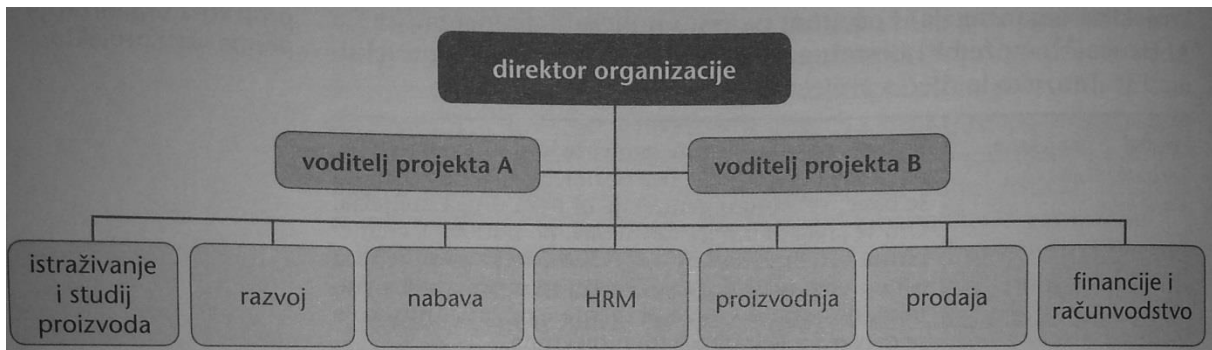 direktor organizacije
voditelj projekta A
voditelj projekta B
istraživanje
i studij
proizvoda
razvoj
nabava
HRM
proizvodnja
prodaja
financije i
računvodstvo